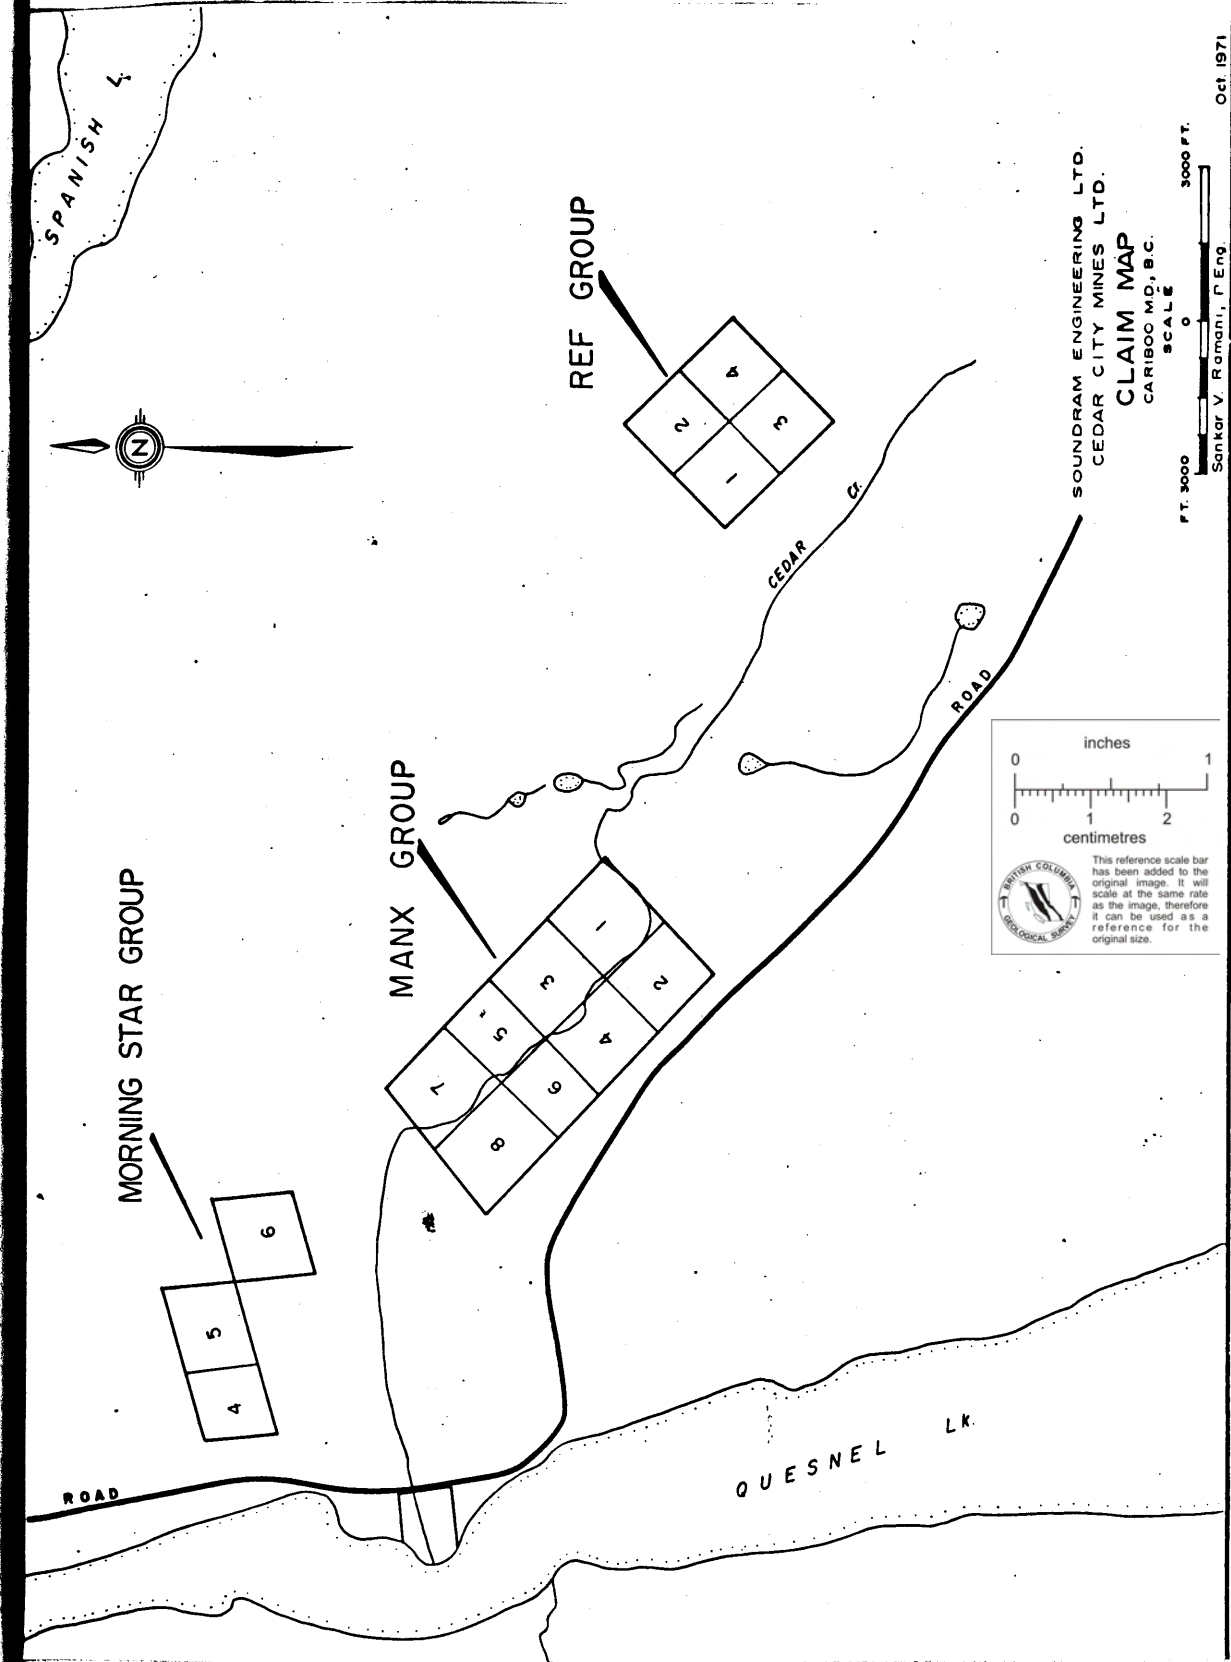 SPANISH L.
N
REF GROUP
1
2
3
4
CEDAR Cr.
MANX GROUP
1
2
3
4
5
6
7
8
MORNING STAR GROUP
4
5
6
ROAD
ROAD
QUESNEL LK.
SOUNDRAM ENGINEERING LTD.
CEDAR CITY MINES LTD.
CLAIM MAP
CARIBOO M.D., B.C.
SCALE
FT. 3000 0 3000 FT.
Sankar V. Ramani, P Eng. Oct. 1971
inches
0 1
0 1 2
centimetres
BRITISH COLUMBIA
GEOLOGICAL SURVEY
This reference scale bar
has been added to the
original image. It will
scale at the same rate
as the image, therefore
it can be used as a
reference for the
original size.